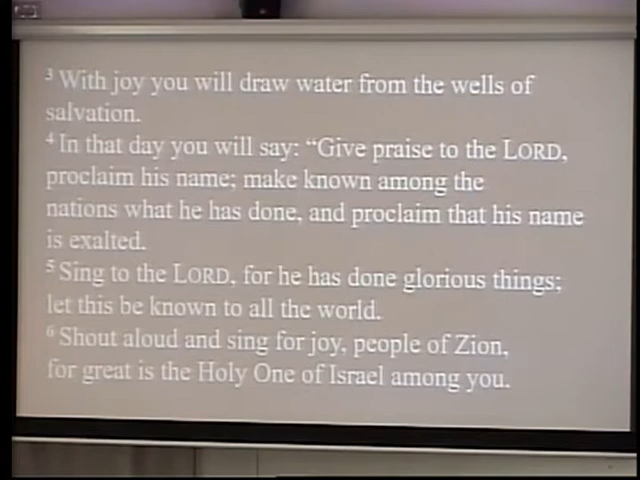 ³ With joy you will draw water from the wells of
salvation.
⁴ In that day you will say: “Give praise to the LORD,
proclaim his name; make known among the
nations what he has done, and proclaim that his name
is exalted.
⁵ Sing to the LORD, for he has done glorious things;
let this be known to all the world.
⁶ Shout aloud and sing for joy, people of Zion,
for great is the Holy One of Israel among you.